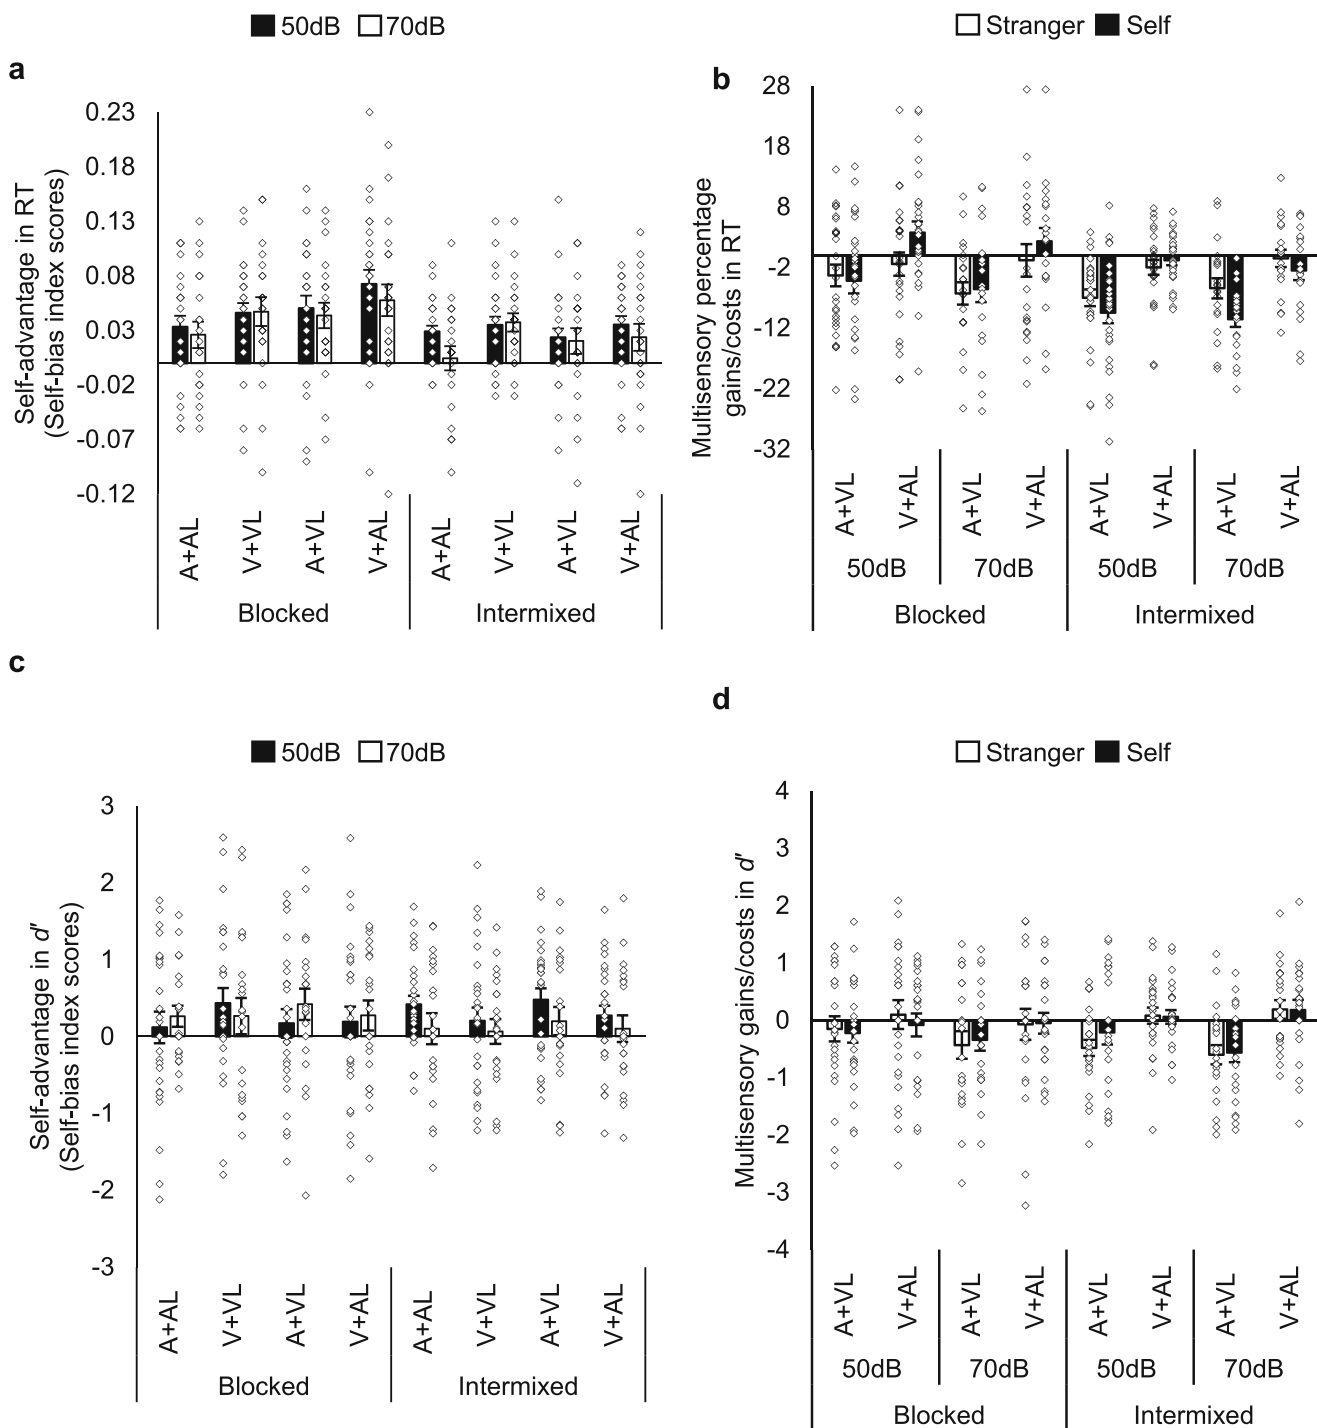 50dB 70dB
a
Self-advantage in RT
(Self-bias index scores)
0.23
0.18
0.13
0.08
0.03
-0.02
-0.07
-0.12
A+AL V+VL A+VL V+AL A+AL V+VL A+VL V+AL
Blocked Intermixed
Stranger Self
b
Multisensory percentage
gains/costs in RT
28
18
8
-2
-12
-22
-32
A+VL V+AL A+VL V+AL A+VL V+AL A+VL V+AL
50dB 70dB 50dB 70dB
Blocked Intermixed
c
50dB 70dB
Self-advantage in d'
(Self-bias index scores)
3
2
1
0
-1
-2
-3
A+AL V+VL A+VL V+AL A+AL V+VL A+VL V+AL
Blocked Intermixed
d
Stranger Self
Multisensory gains/costs in d'
4
3
2
1
0
-1
-2
-3
-4
A+VL V+AL A+VL V+AL A+VL V+AL A+VL V+AL
50dB 70dB 50dB 70dB
Blocked Intermixed